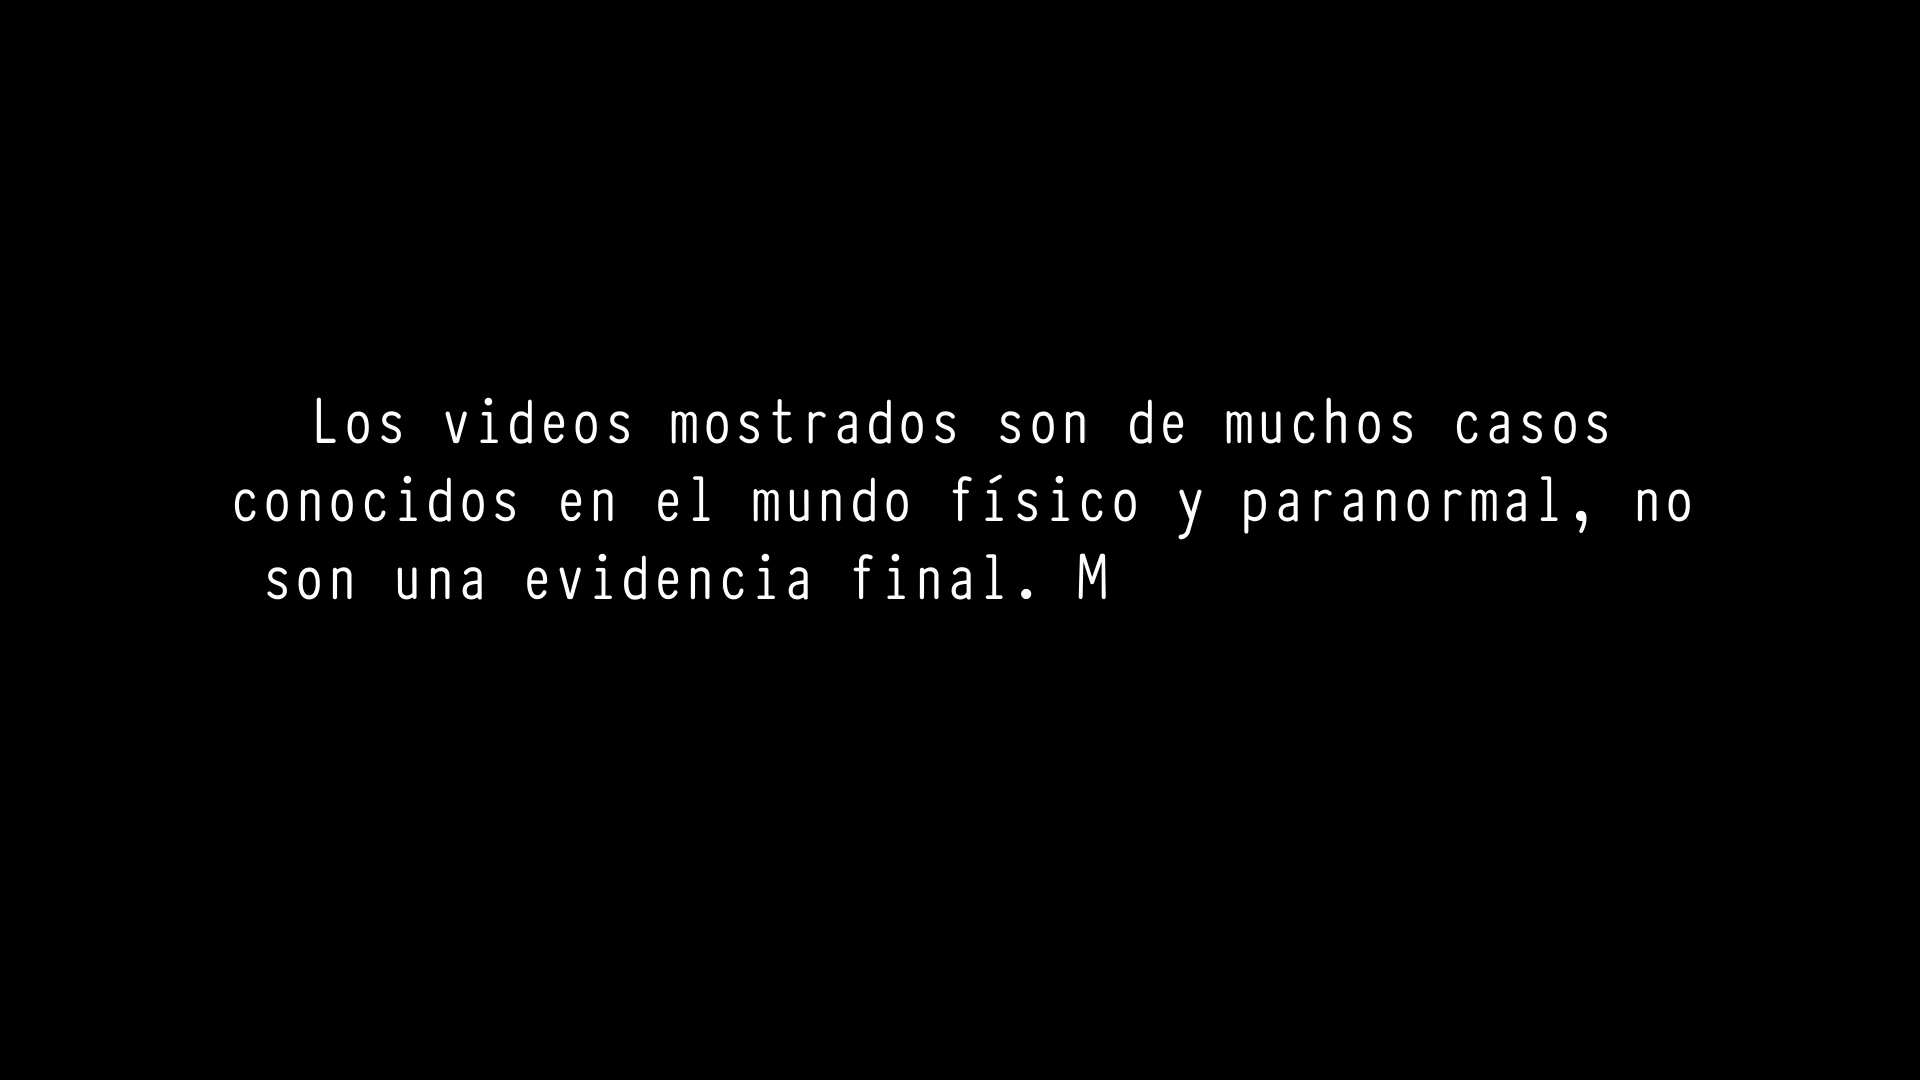 Los videos mostrados son de muchos casos
conocidos en el mundo físico y paranormal, no
son una evidencia final. M